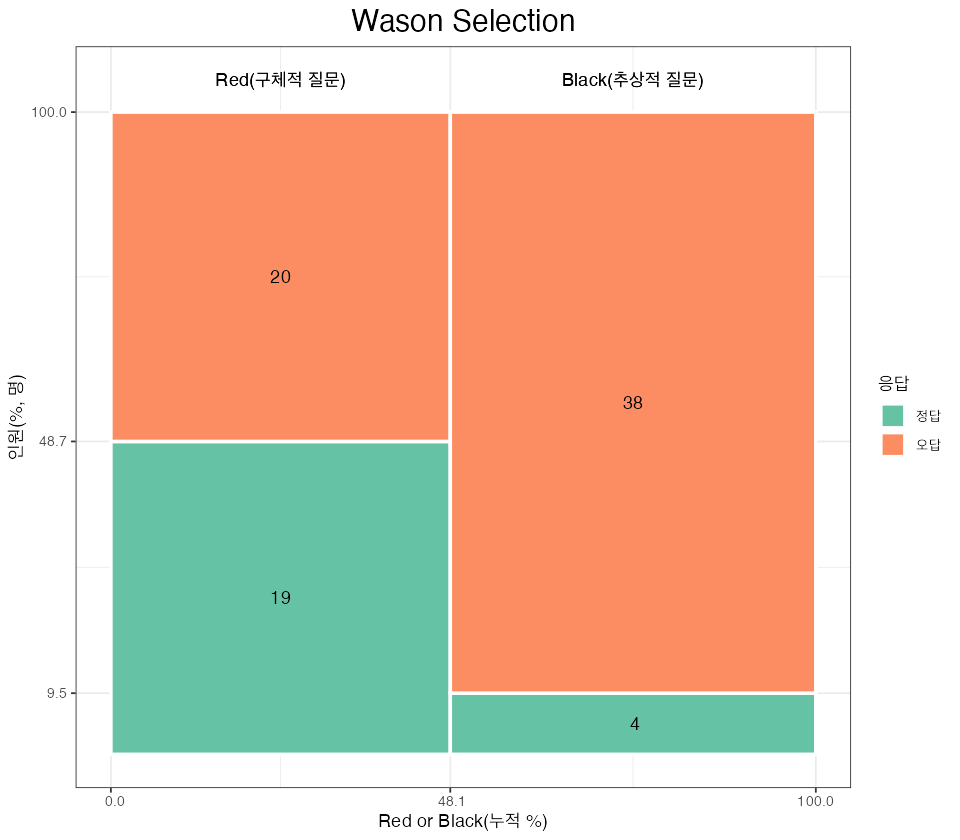 Wason Selection
Red(구체적 질문)
Black(추상적 질문)
100.0
20
38
48.7
19
9.5
4
인원(%, 명)
응답
정답
오답
0.0
48.1
100.0
Red or Black(누적 %)